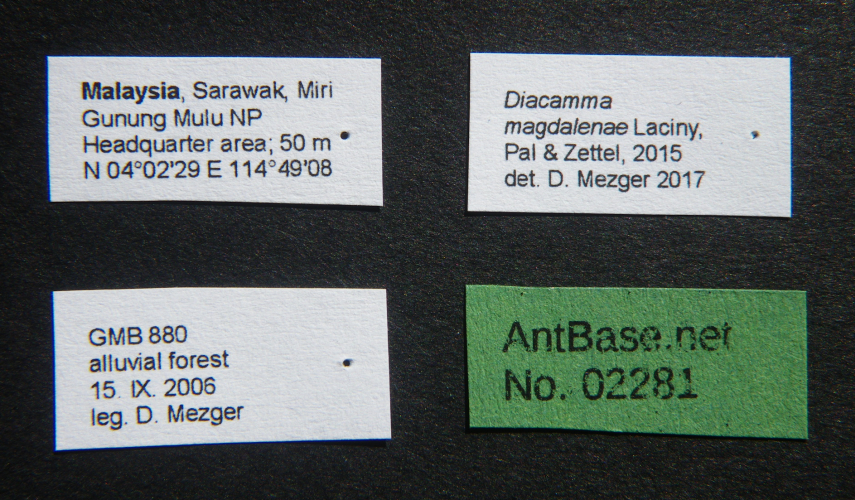 Malaysia, Sarawak, Miri
Gunung Mulu NP
Headquarter area; 50 m
N 04°02'29 E 114°49'08
Diacamma
magdalenae Laciny,
Pal & Zettel, 2015
det. D. Mezger 2017
GMB 880
alluvial forest
15. IX. 2006
leg. D. Mezger
AntBase.net
No. 02281